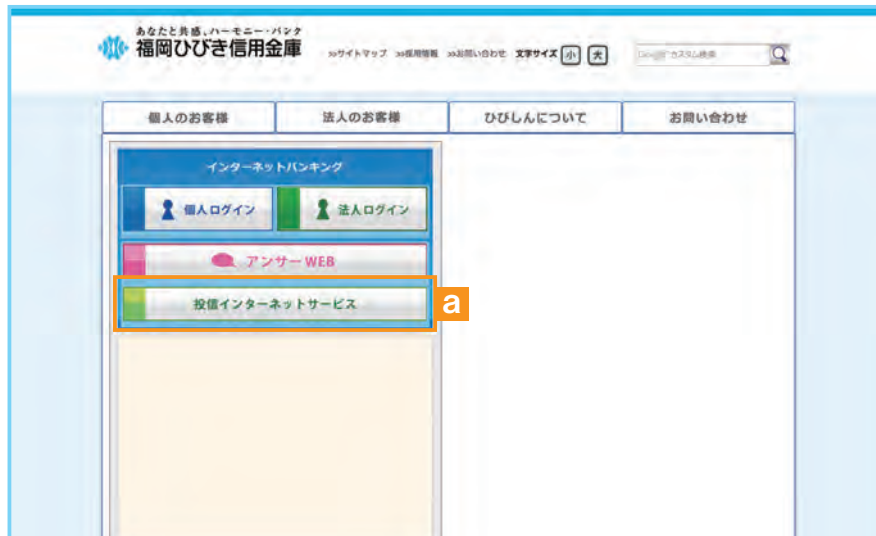 あなたと共感、ハーモニー・バンク
福岡ひびき信用金庫
»サイトマップ »採用情報 »お問い合わせ 文字サイズ 小 大
Google カスタム検索
個人のお客様 法人のお客様 ひびしんについて お問い合わせ
インターネットバンキング
個人ログイン 法人ログイン
アンサーWEB
投信インターネットサービス a